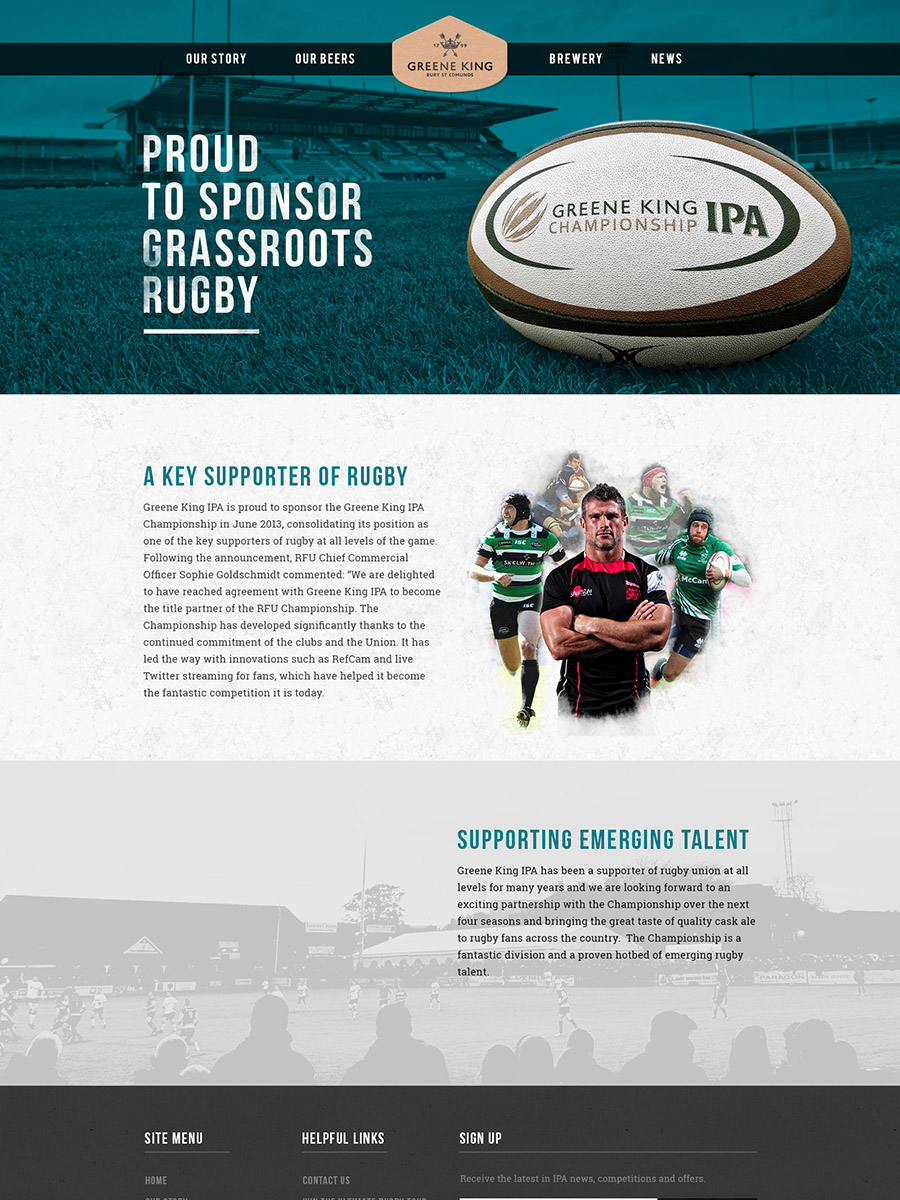 OUR STORY OUR BEERS BREWERY NEWS
17 99
GREENE KING
BURY ST EDMUNDS
PROUD
TO SPONSOR
GRASSROOTS
RUGBY
GREENE KING IPA
CHAMPIONSHIP
A KEY SUPPORTER OF RUGBY
Greene King IPA is proud to sponsor the Greene King IPA
Championship in June 2013, consolidating its position as
one of the key supporters of rugby at all levels of the game.
Following the announcement, RFU Chief Commercial
Officer Sophie Goldschmidt commented: “We are delighted
to have reached agreement with Greene King IPA to become
the title partner of the RFU Championship. The
Championship has developed significantly thanks to the
continued commitment of the clubs and the Union. It has
led the way with innovations such as RefCam and live
Twitter streaming for fans, which have helped it become
the fantastic competition it is today.
ISC
SKELWITH
ISC
McCain
SUPPORTING EMERGING TALENT
Greene King IPA has been a supporter of rugby union at all
levels for many years and we are looking forward to an
exciting partnership with the Championship over the next
four seasons and bringing the great taste of quality cask ale
to rugby fans across the country. The Championship is a
fantastic division and a proven hotbed of emerging rugby
talent.
SITE MENU HELPFUL LINKS SIGN UP
HOME CONTACT US Receive the latest in IPA news, competitions and offers.